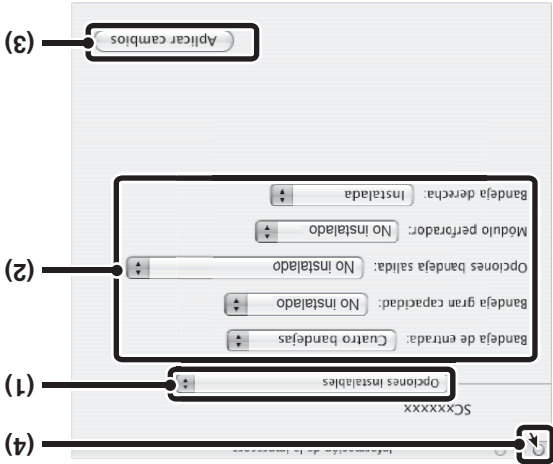 (4)
Información de la impresora
SCxxxxxx
(1)
Opciones instalables
Bandeja de entrada: Cuatro bandejas
Bandeja gran capacidad: No instalado
(2)
Opciones bandeja salida: No instalado
Módulo perforador: No instalado
Bandeja derecha: Instalada
(3)
Aplicar cambios